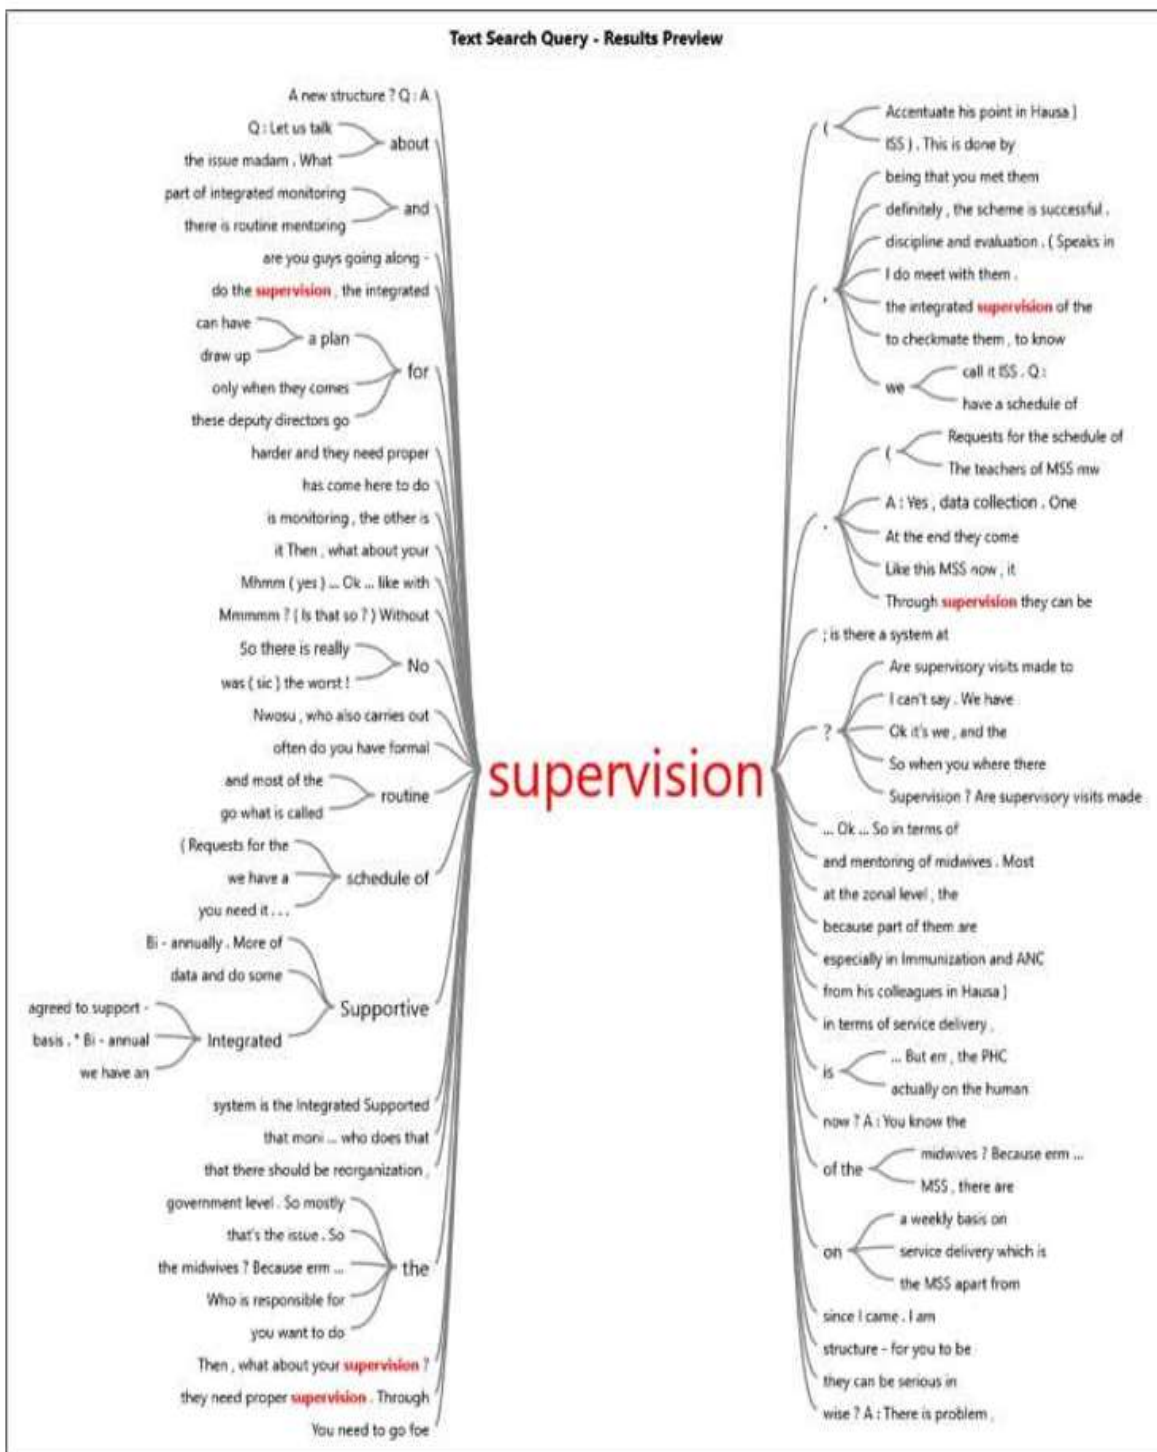 Text Search Query - Results Preview
A new structure ? Q : A
Q : Let us talk
the issue madam . What
about
part of integrated monitoring
there is routine mentoring
and
are you guys going along -
do the supervision , the integrated
can have
draw up
a plan
only when they comes
these deputy directors go
for
harder and they need proper
has come here to do
is monitoring , the other is
it Then , what about your
Mhmm ( yes ) ... Ok ... like with
Mmmmm ? ( Is that so ? ) Without
So there is really
was ( sic ) the worst !
No
Nwosu , who also carries out
often do you have formal
and most of the
go what is called
routine
( Requests for the
we have a
you need it . . .
schedule of
Bi - annually . More of
data and do some
agreed to support -
basis . * Bi - annual
we have an
Integrated
Supportive
system is the Integrated Supported
that moni ... who does that
that there should be reorganization ,
government level . So mostly
that's the issue . So
the midwives ? Because erm ...
Who is responsible for
you want to do
the
Then , what about your supervision ?
they need proper supervision . Through
You need to go foe
supervision
(
Accentuate his point in Hausa )
ISS ) . This is done by
,
being that you met them
definitely , the scheme is successful .
discipline and evaluation . ( Speaks in
I do meet with them .
the integrated supervision of the
to checkmate them , to know
we
call it ISS . Q :
have a schedule of
.
(
Requests for the schedule of
The teachers of MSS mw
A : Yes , data collection . One
At the end they come
Like this MSS now , it
Through supervision they can be
; is there a system at
?
Are supervisory visits made to
I can't say . We have
Ok it's we , and the
So when you where there
Supervision ? Are supervisory visits made
... Ok ... So in terms of
and mentoring of midwives . Most
at the zonal level , the
because part of them are
especially in Immunization and ANC
from his colleagues in Hausa )
in terms of service delivery .
is
... But err , the PHC
actually on the human
now ? A : You know the
of the
midwives ? Because erm ...
MSS , there are
on
a weekly basis on
service delivery which is
the MSS apart from
since I came . I am
structure - for you to be
they can be serious in
wise ? A : There is problem ,